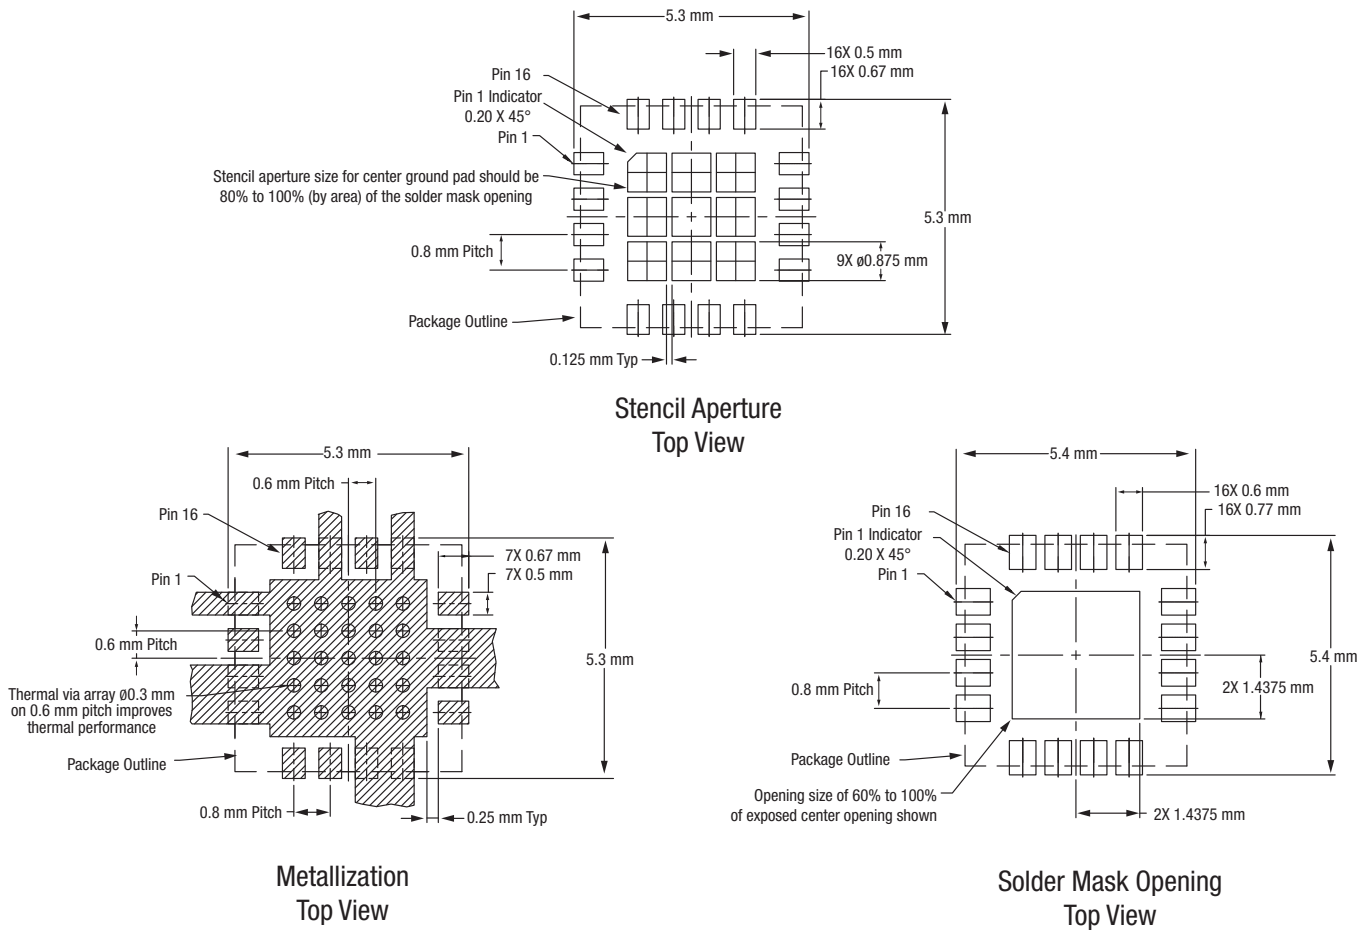 5.3 mm
16X 0.5 mm
16X 0.67 mm
Pin 16
Pin 1 Indicator
0.20 X 45°
Pin 1
Stencil aperture size for center ground pad should be
80% to 100% (by area) of the solder mask opening
5.3 mm
0.8 mm Pitch
9X ø0.875 mm
Package Outline
0.125 mm Typ
Stencil Aperture
Top View
5.3 mm
0.6 mm Pitch
Pin 16
7X 0.67 mm
7X 0.5 mm
Pin 1
0.6 mm Pitch
5.3 mm
Thermal via array ø0.3 mm
on 0.6 mm pitch improves
thermal performance
Package Outline
0.8 mm Pitch
0.25 mm Typ
Metallization
Top View
5.4 mm
16X 0.6 mm
16X 0.77 mm
Pin 16
Pin 1 Indicator
0.20 X 45°
Pin 1
5.4 mm
0.8 mm Pitch
2X 1.4375 mm
Package Outline
Opening size of 60% to 100%
of exposed center opening shown
2X 1.4375 mm
Solder Mask Opening
Top View